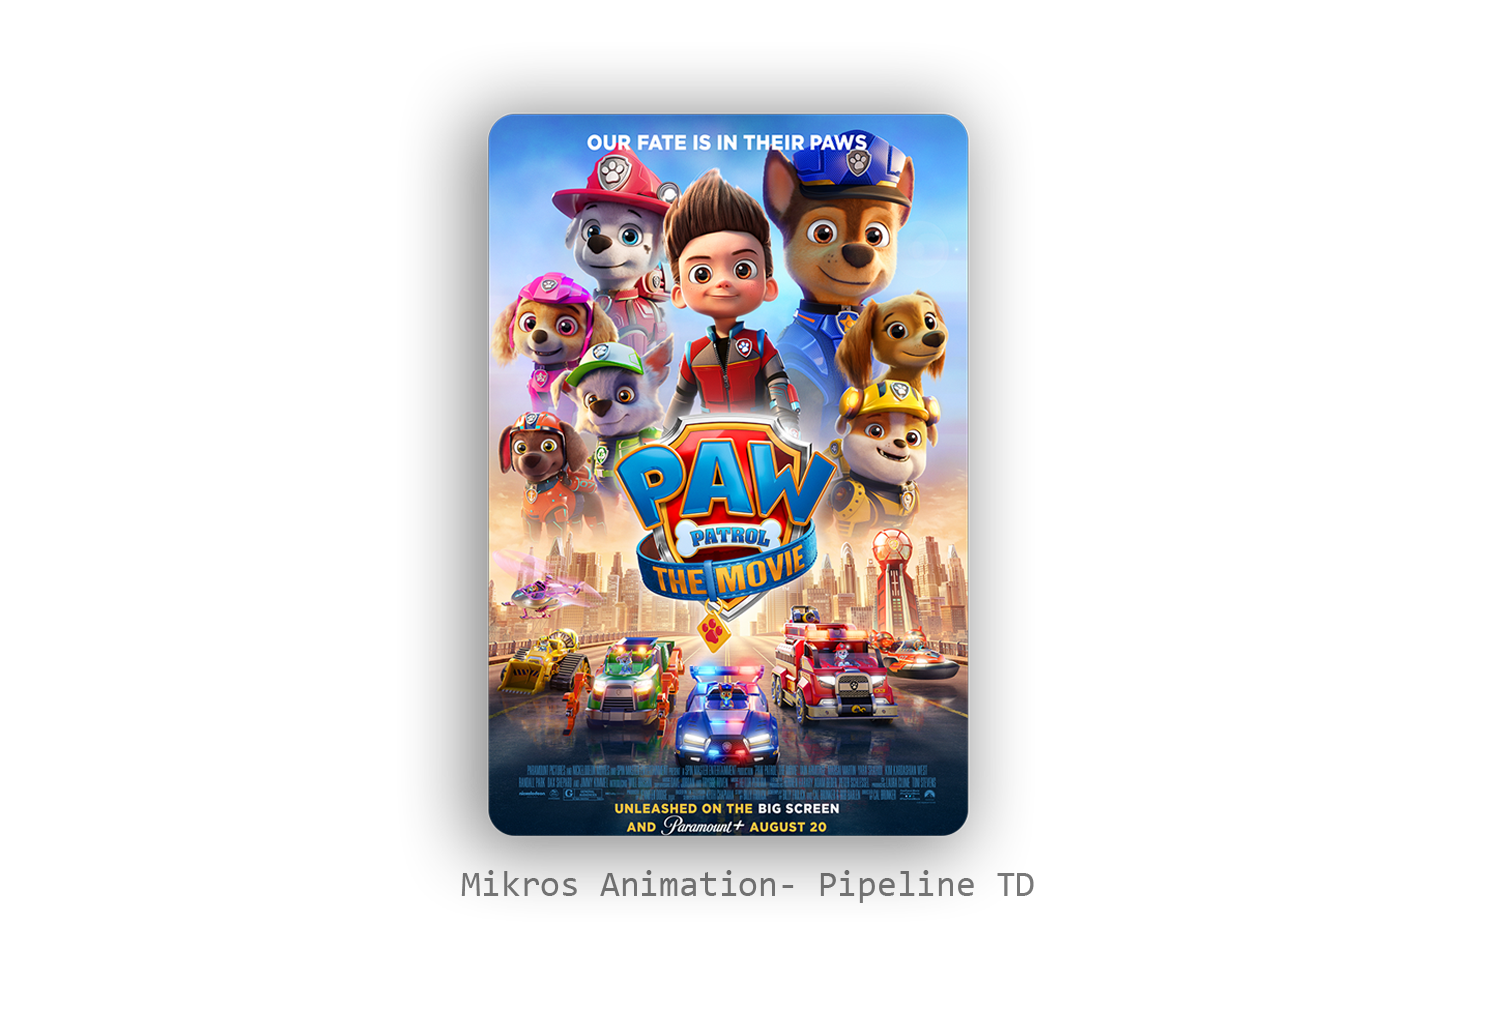 OUR FATE IS IN THEIR PAWS
PAW
PATROL
THE MOVIE
UNLEASHED ON THE BIG SCREEN
AND Paramount+ AUGUST 20
Mikros Animation- Pipeline TD